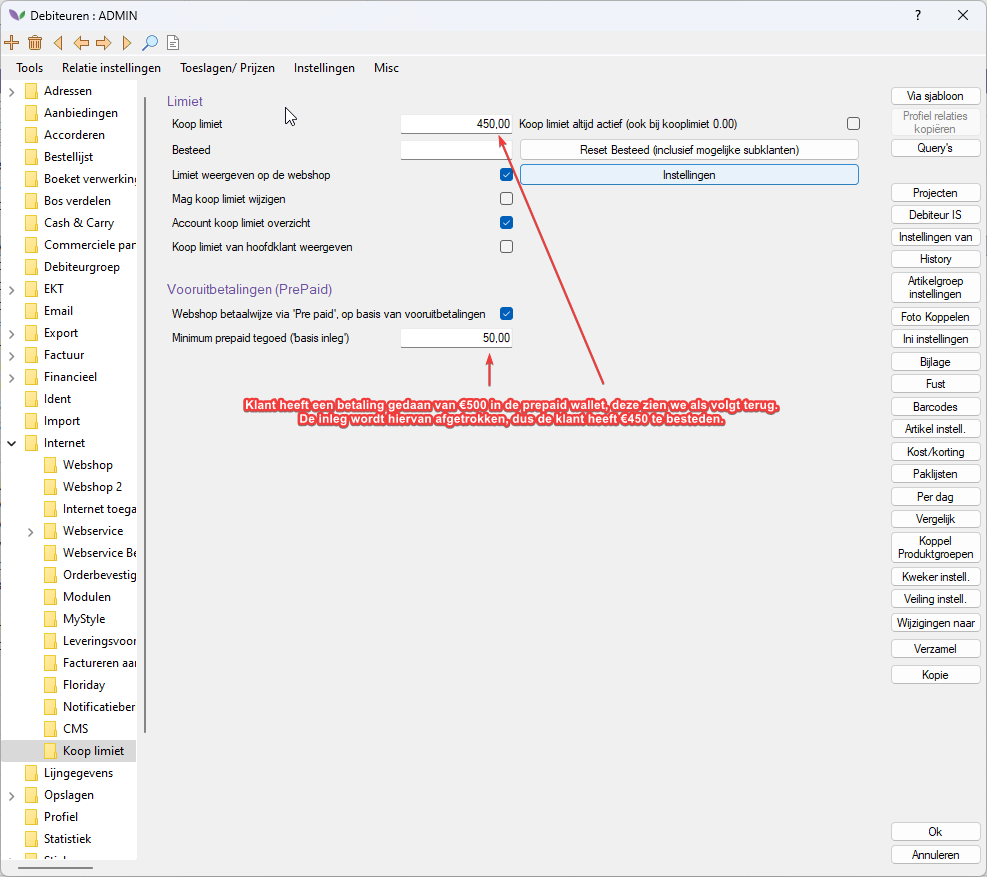 Debiteuren : ADMIN
?
Tools Relatie instellingen Toeslagen/ Prijzen Instellingen Misc
Adressen
Aanbiedingen
Accorderen
Bestellijst
Boeket verwerking
Bos verdelen
Cash & Carry
Commerciele par
Debiteurgroep
EKT
Email
Export
Factuur
Financieel
Ident
Import
Internet
Webshop
Webshop 2
Internet toega
Webservice
Webservice Be
Orderbevestig
Modulen
MyStyle
Leveringsvoor
Factureren aan
Floriday
Notificatieber
CMS
Koop limiet
Lijngegevens
Opslagen
Profiel
Statistiek
Limiet
Koop limiet 450,00 Koop limiet altijd actief (ook bij kooplimiet 0.00)
Besteed Reset Besteed (inclusief mogelijke subklanten)
Limiet weergeven op de webshop Instellingen
Mag koop limiet wijzigen
Account koop limiet overzicht
Koop limiet van hoofdklant weergeven
Vooruitbetalingen (PrePaid)
Webshop betaalwijze via 'Pre paid', op basis van vooruitbetalingen
Minimum prepaid tegoed ('basis inleg') 50,00
Klant heeft een betaling gedaan van €500 in de prepaid wallet, deze zien we als volgt terug.
De inleg wordt hiervan afgetrokken, dus de klant heeft €450 te besteden.
Via sjabloon
Profiel relaties
kopiëren
Query's
Projecten
Debiteur IS
Instellingen van
History
Artikelgroep
instellingen
Foto Koppelen
Ini instellingen
Bijlage
Fust
Barcodes
Artikel instell.
Kost/korting
Paklijsten
Per dag
Vergelijk
Koppel
Produktgroepen
Kweker instell.
Veiling instell.
Wijzigingen naar
Verzamel
Kopie
Ok
Annuleren